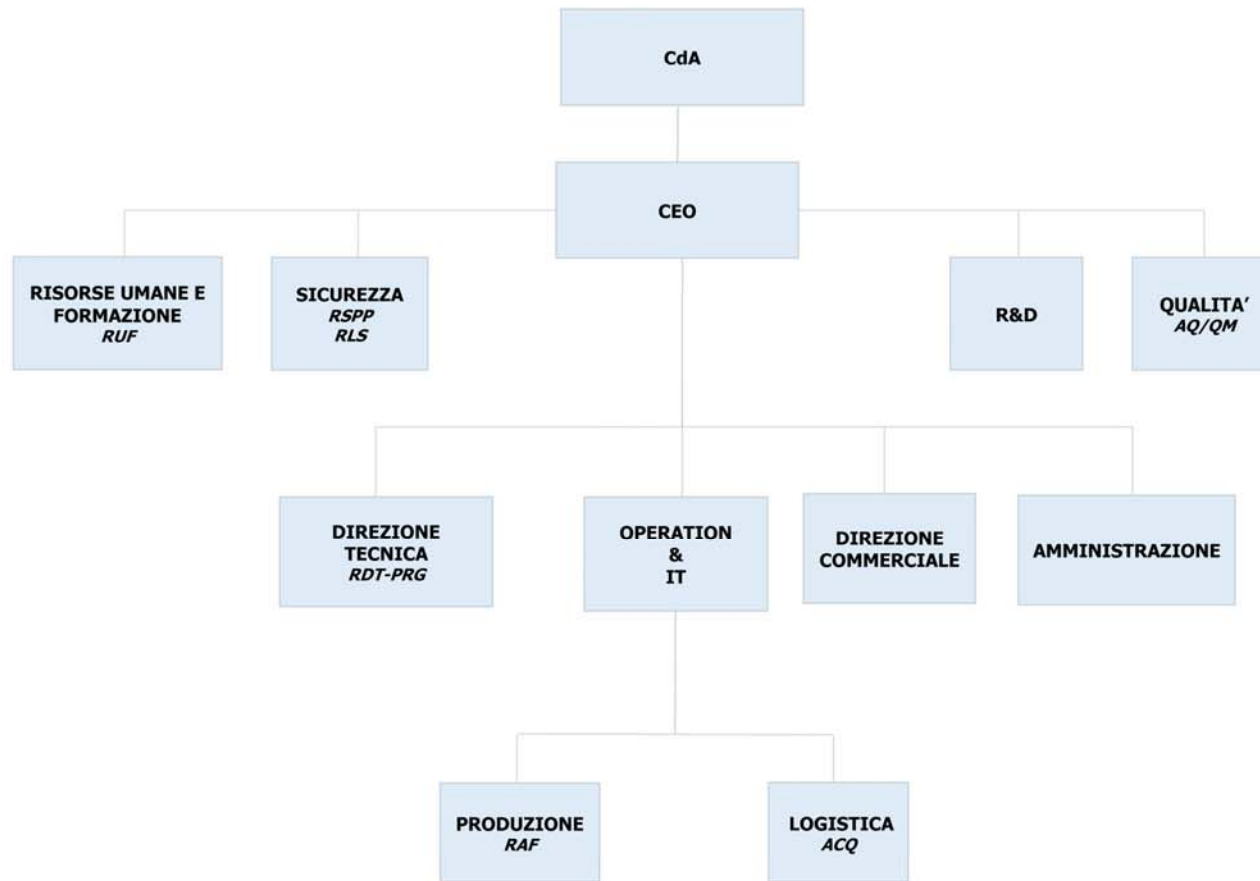 CdA
CEO
RISORSE UMANE E
FORMAZIONE
RUF
SICUREZZA
RSPP
RLS
R&D
QUALITA’
AQ/QM
DIREZIONE
TECNICA
RDT-PRG
OPERATION
&
IT
DIREZIONE
COMMERCIALE
AMMINISTRAZIONE
PRODUZIONE
RAF
LOGISTICA
ACQ